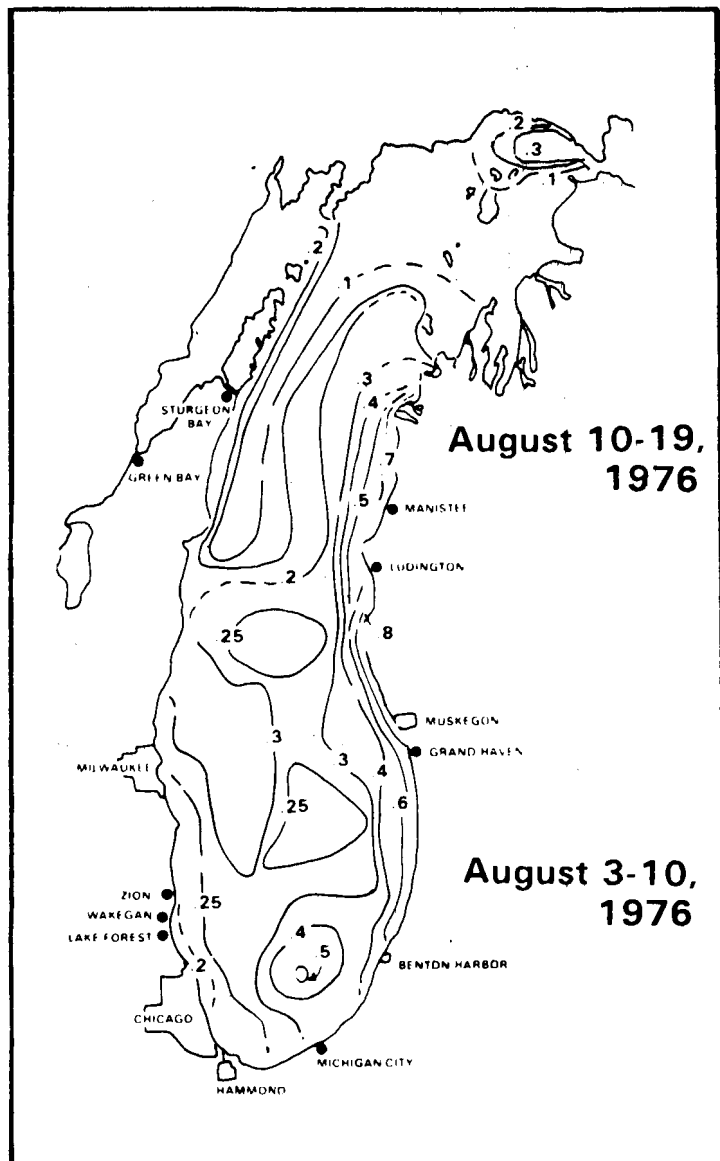 .2
.3
.1
.2
1
STURGEON
BAY
3
4
August 10-19,
1976
7
GREEN BAY
5
MANISTEE
LUDINGTON
2
.25
8
MUSKEGON
3
GRAND HAVEN
MILWAUKEE
3
4
.25
6
August 3-10,
1976
ZION
.25
WAKEGAN
LAKE FOREST
4
5
.2
BENTON HARBOR
CHICAGO
MICHIGAN CITY
HAMMOND